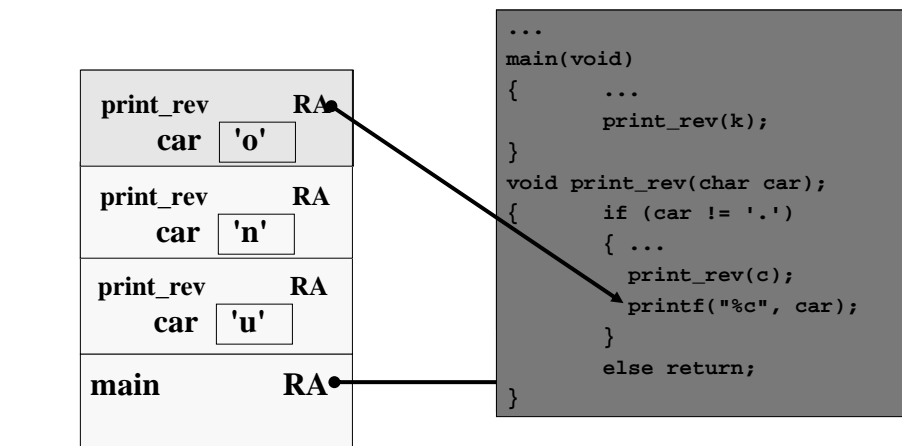 print_rev RA
car 'o'
print_rev RA
car 'n'
print_rev RA
car 'u'
main RA
...
main(void)
{ ...
print_rev(k);
}
void print_rev(char car);
{ if (car != '.')
{ ...
print_rev(c);
printf("%c", car);
}
else return;
}